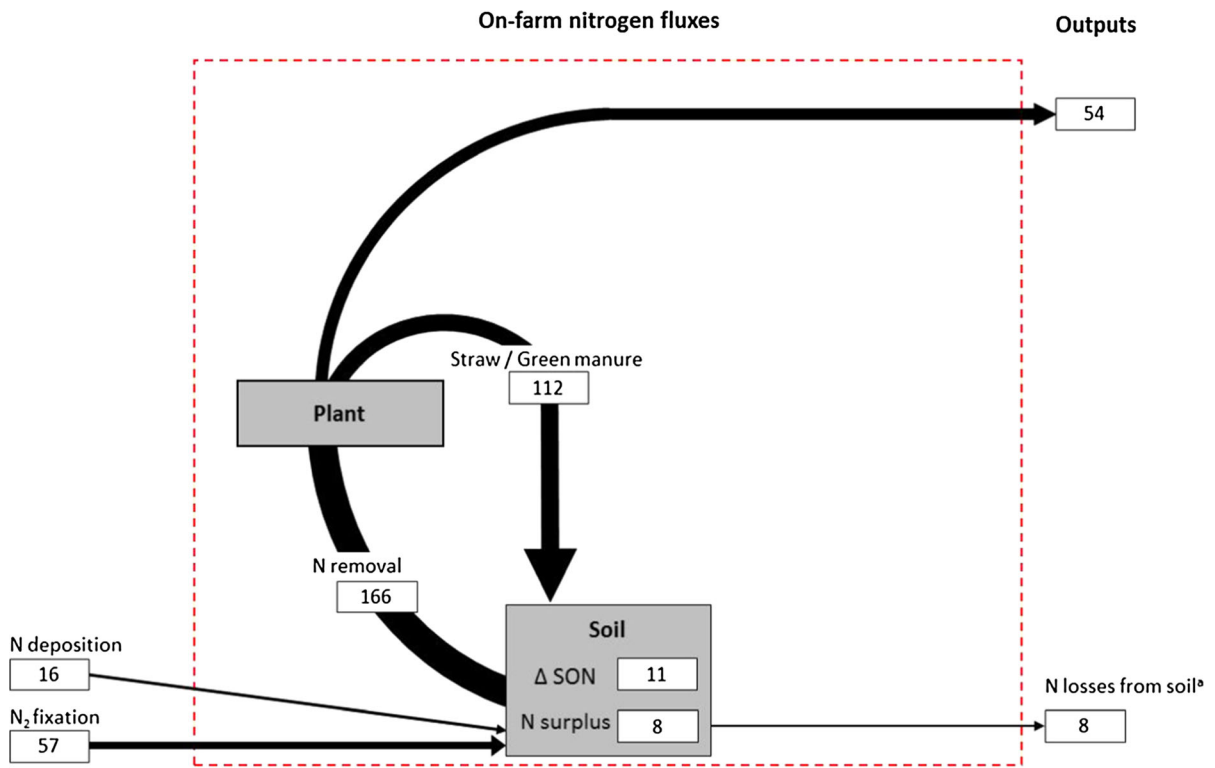 On-farm nitrogen fluxes
Outputs
54
Straw / Green manure
112
Plant
N removal
166
Soil
N deposition
16
Δ SON 11
N losses from soilᵃ
N₂ fixation
57
N surplus 8
8